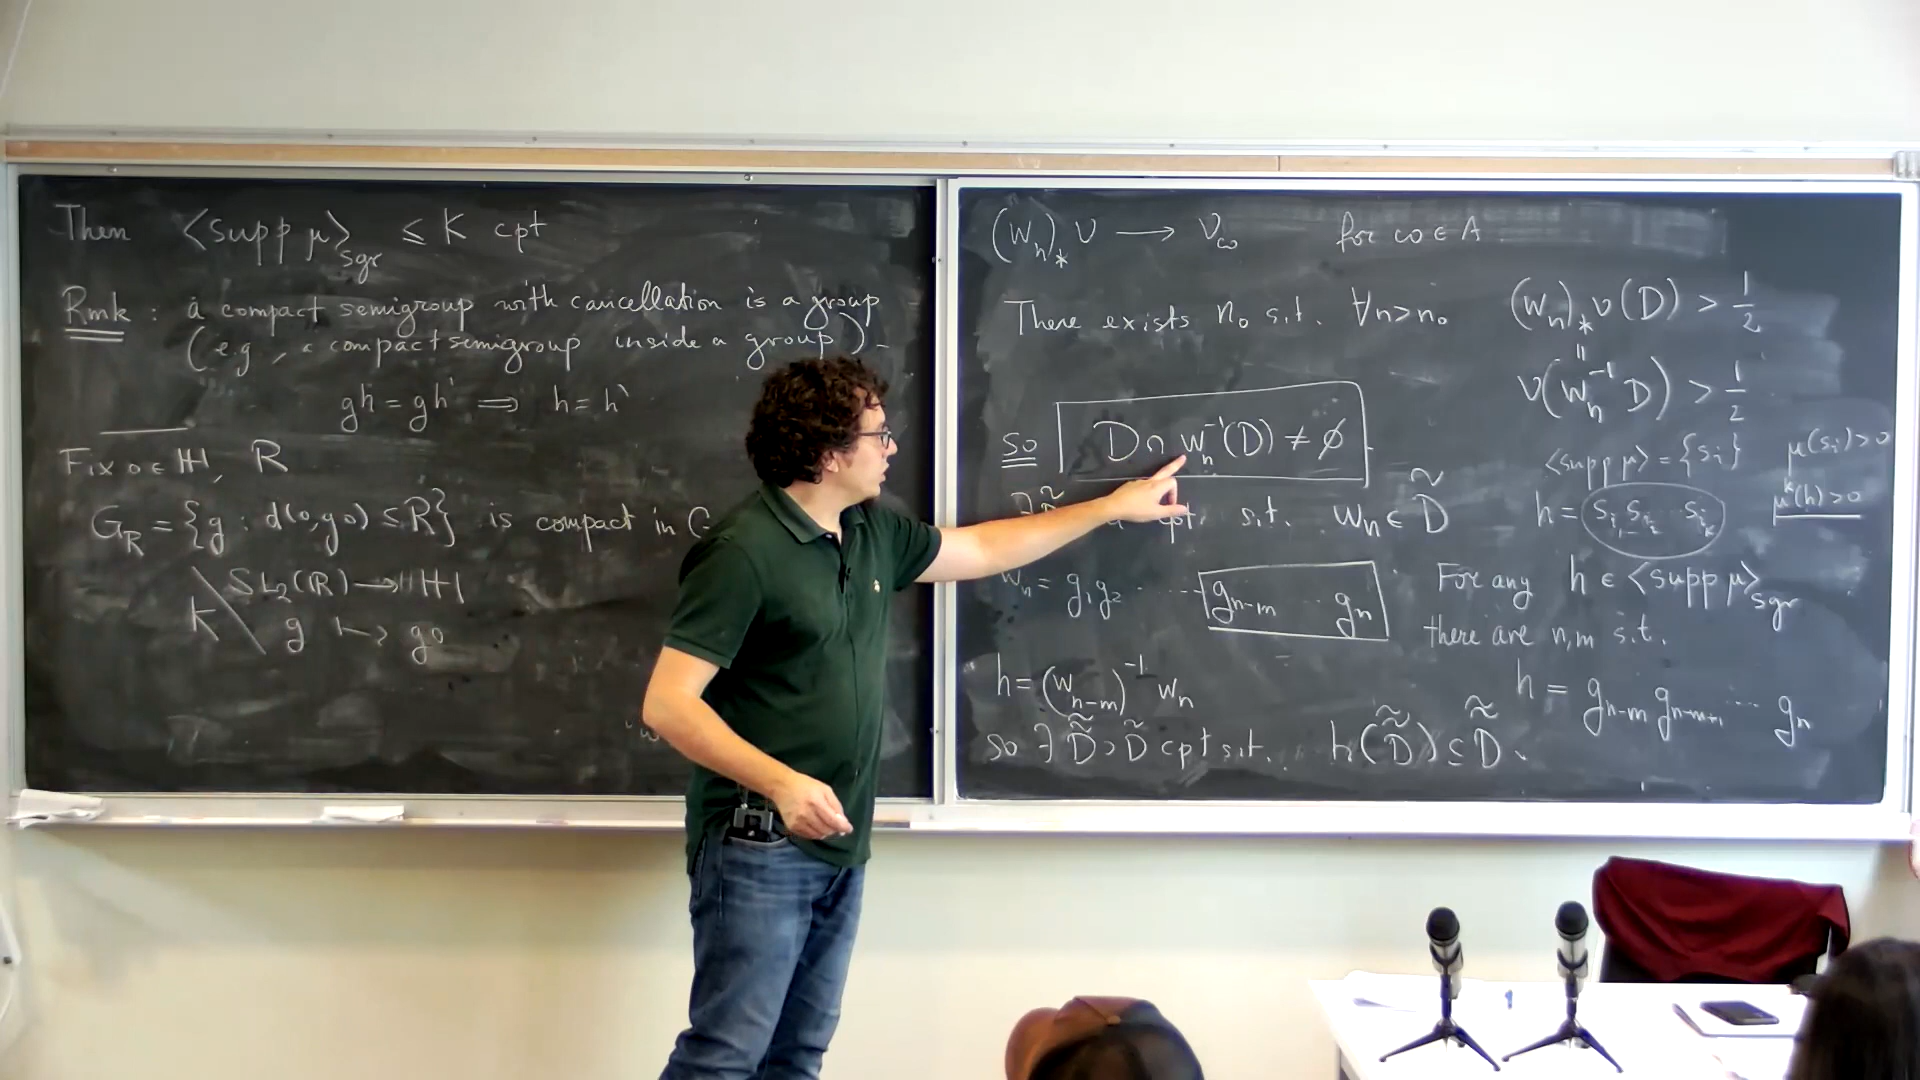 Then ⟨supp μ⟩_sgr ≤ K cpt
Rmk : a compact semigroup with cancellation is a group
(e.g., a compact semigroup inside a group).
gh = gh' ⟹ h = h'
Fix o ∈ ℍ, R
G_R = {g : d(o, go) ≤ R} is compact in G
K \ SL₂(ℝ) → ℍ
g ↦ go
(w_n)_* ν → ν_ω for ω ∈ A
There exists n₀ s.t. ∀n > n₀ (w_n)_* ν(D) > 1/2
"
ν(w_n^{-1} D) > 1/2
so D ∩ w_n^{-1}(D) ≠ ∅
⟨supp μ⟩ = {s_i} μ(s_i) > 0
cpt. s.t. w_n ∈ D̃
h = s_{i_1} s_{i_2} s_{i_k} μ^k(h) > 0
w_n = g₁ g₂ ...... g_{n-m} .. g_n
For any h ∈ ⟨supp μ⟩_sgr
there are n,m s.t.
h = g_{n-m} g_{n-m+1} ... g_n
h = (w_{n-m})^{-1} w_n
so ∃ D̃̃ ⊃ D̃ cpt s.t. h(D̃̃) ⊆ D̃̃.